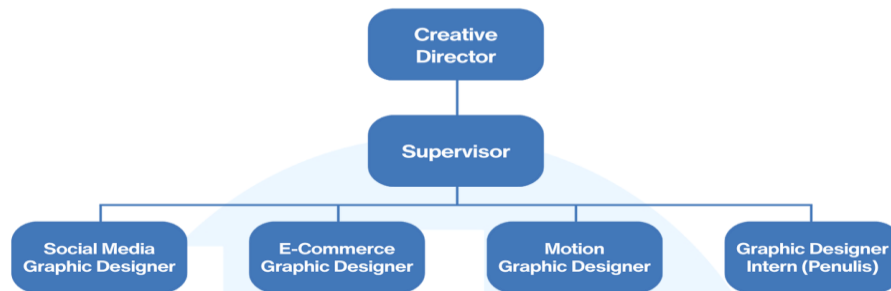 Creative
Director
Supervisor
Social Media
Graphic Designer
E-Commerce
Graphic Designer
Motion
Graphic Designer
Graphic Designer
Intern (Penulis)